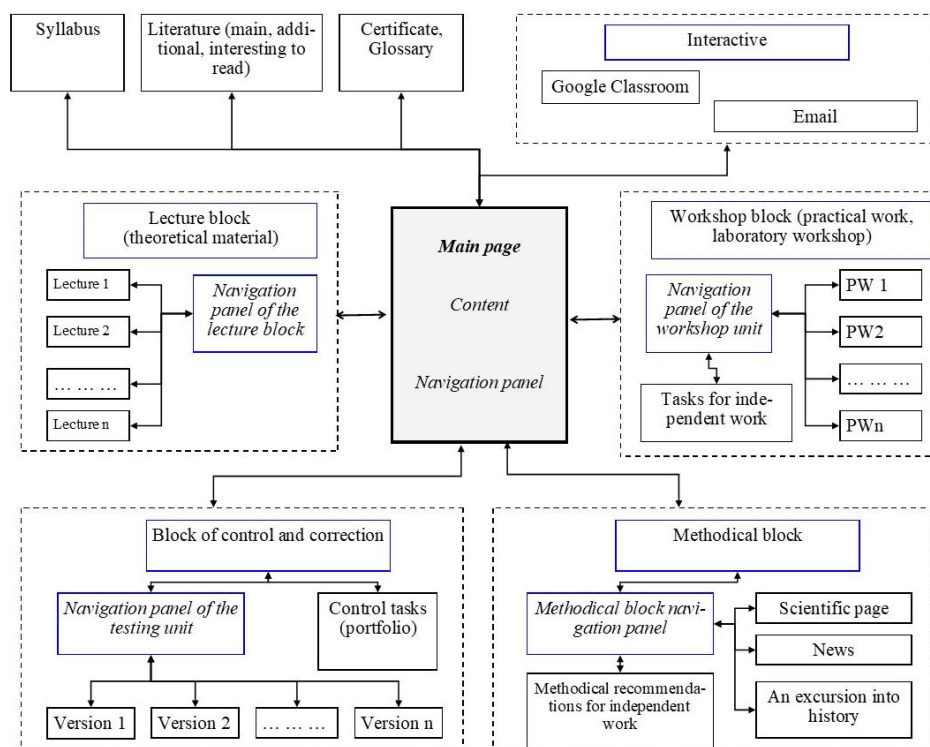 Syllabus
Literature (main, addi-
tional, interesting to
read)
Certificate,
Glossary
Interactive
Google Classroom
Email
Lecture block
(theoretical material)
Lecture 1
Lecture 2
… … …
Lecture n
Navigation
panel of the
lecture block
Main page
Content
Navigation panel
Workshop block (practical work,
laboratory workshop)
Navigation
panel of the
workshop unit
Tasks for inde-
pendent work
PW 1
PW2
… … …
PWn
Block of control and correction
Navigation panel of the
testing unit
Control tasks
(portfolio)
Version 1
Version 2
… … …
Version n
Methodical block
Methodical block navi-
gation panel
Methodical recommenda-
tions for independent
work
Scientific page
News
An excursion into
history